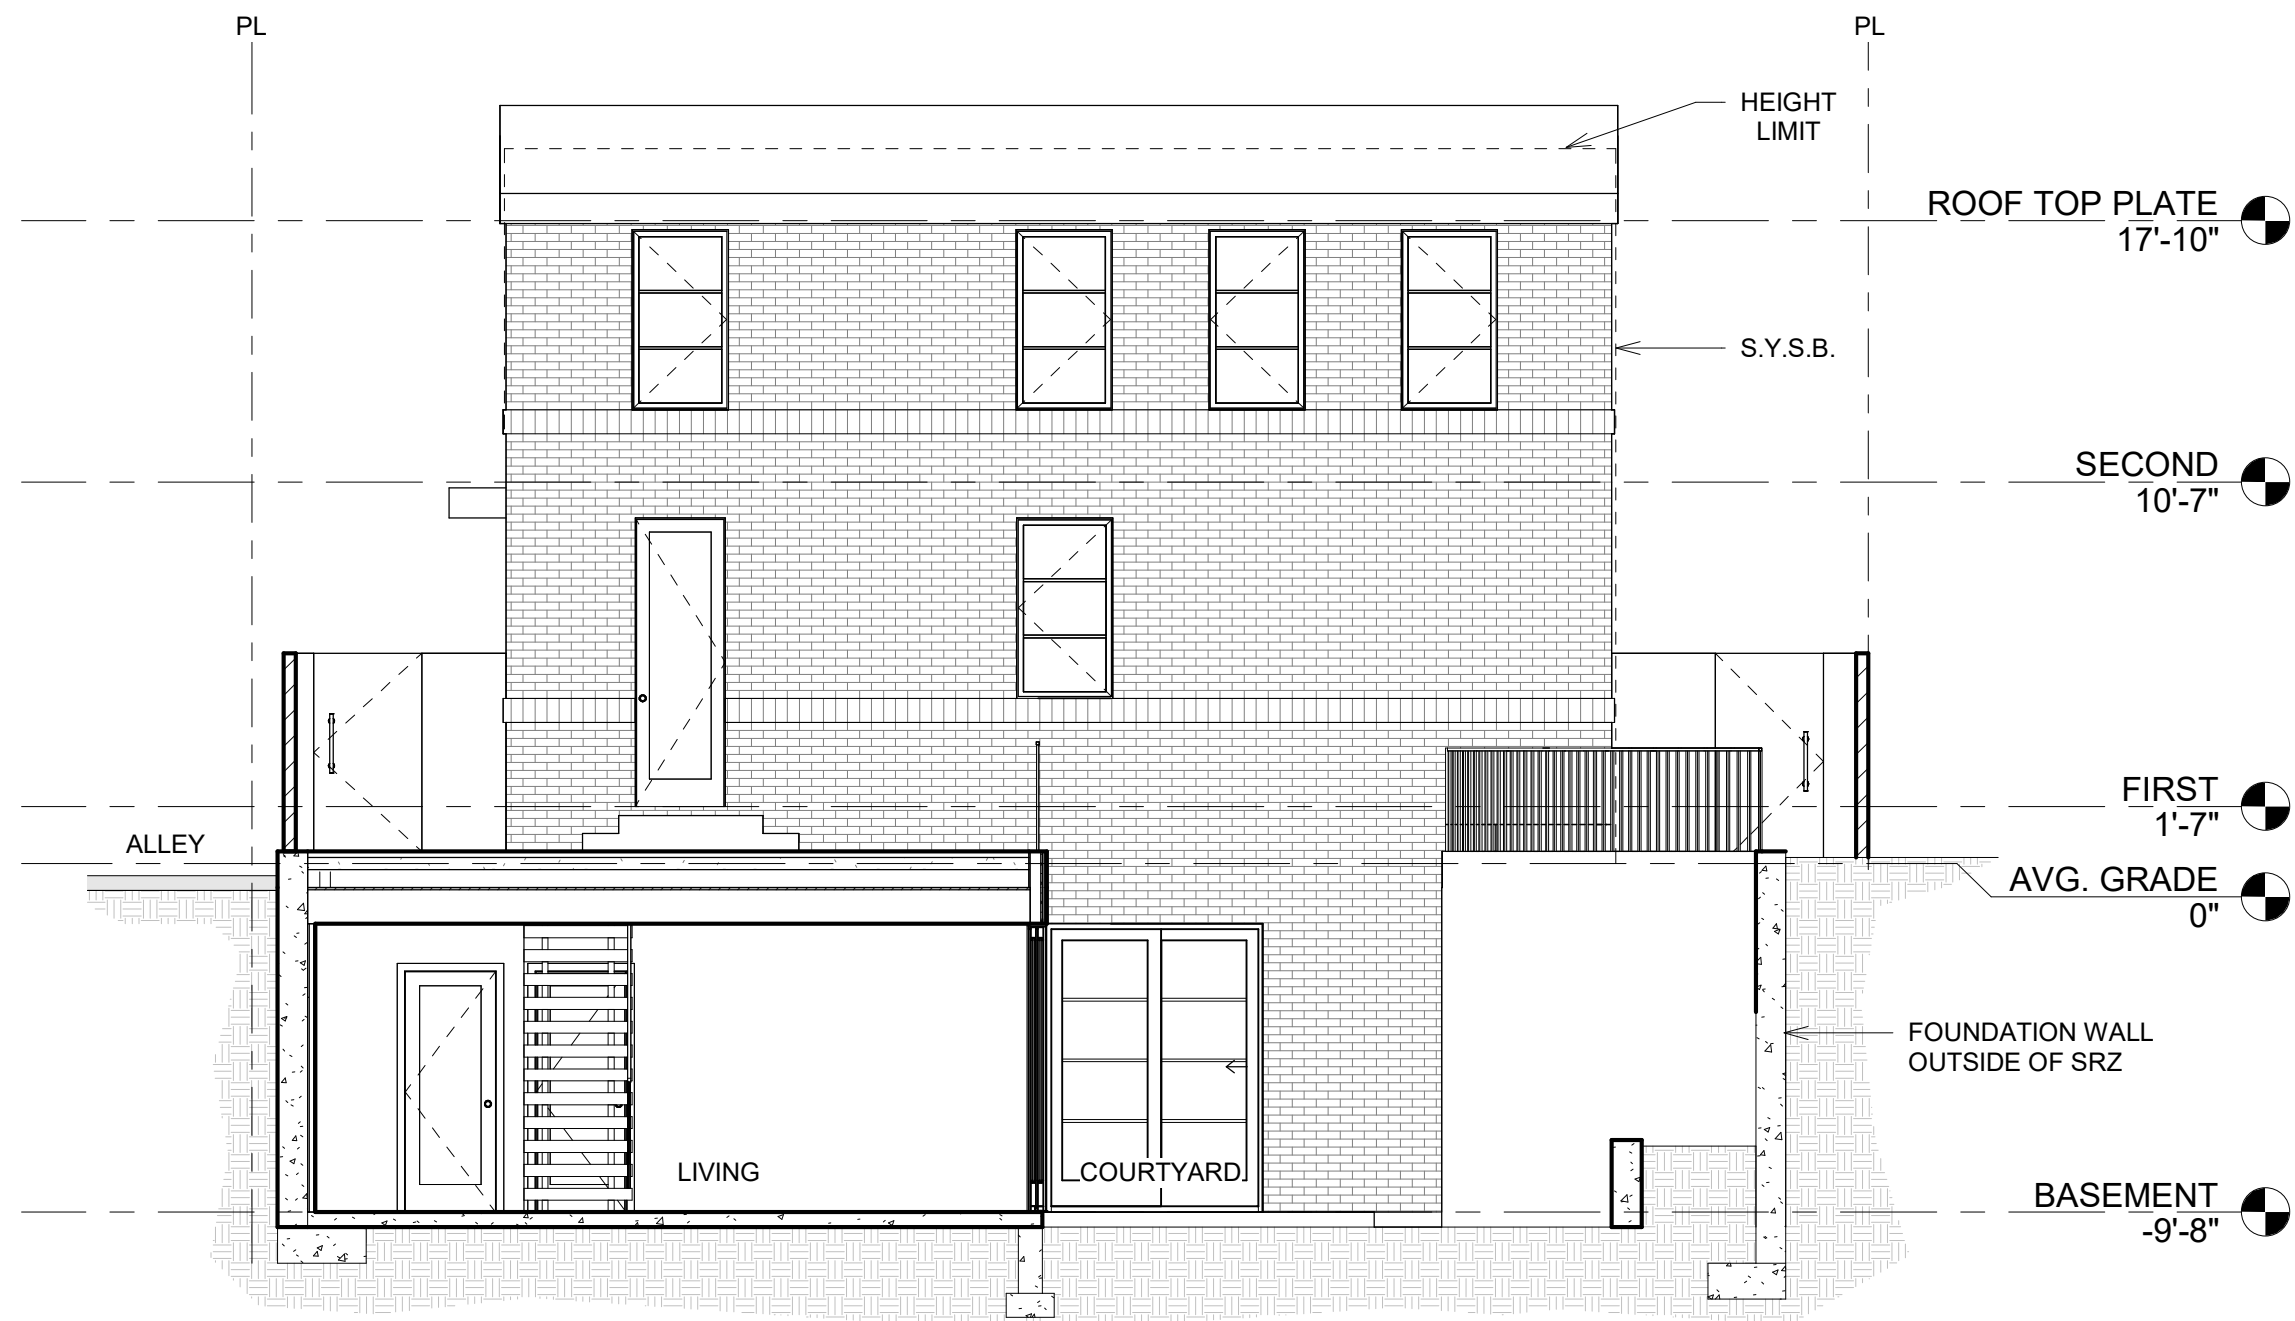 PL
PL
HEIGHT
LIMIT
ROOF TOP PLATE
17'-10"
S.Y.S.B.
SECOND
10'-7"
FIRST
1'-7"
ALLEY
AVG. GRADE
0"
FOUNDATION WALL
OUTSIDE OF SRZ
LIVING
COURTYARD
BASEMENT
-9'-8"